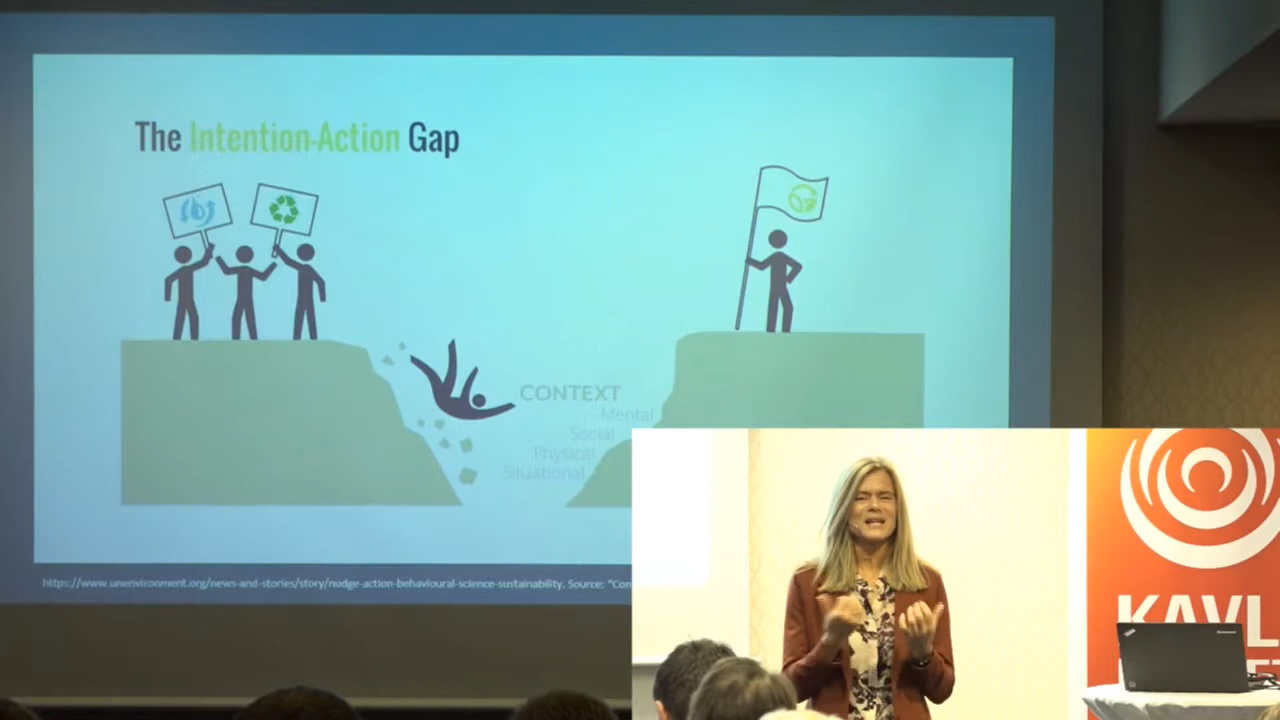 The Intention-Action Gap
CONTEXT
Mental
Social
Physical
Situational
https://www.unenvironment.org/news-and-stories/story/nudge-action-behavioural-science-sustainability. Source: "Con
KAVL